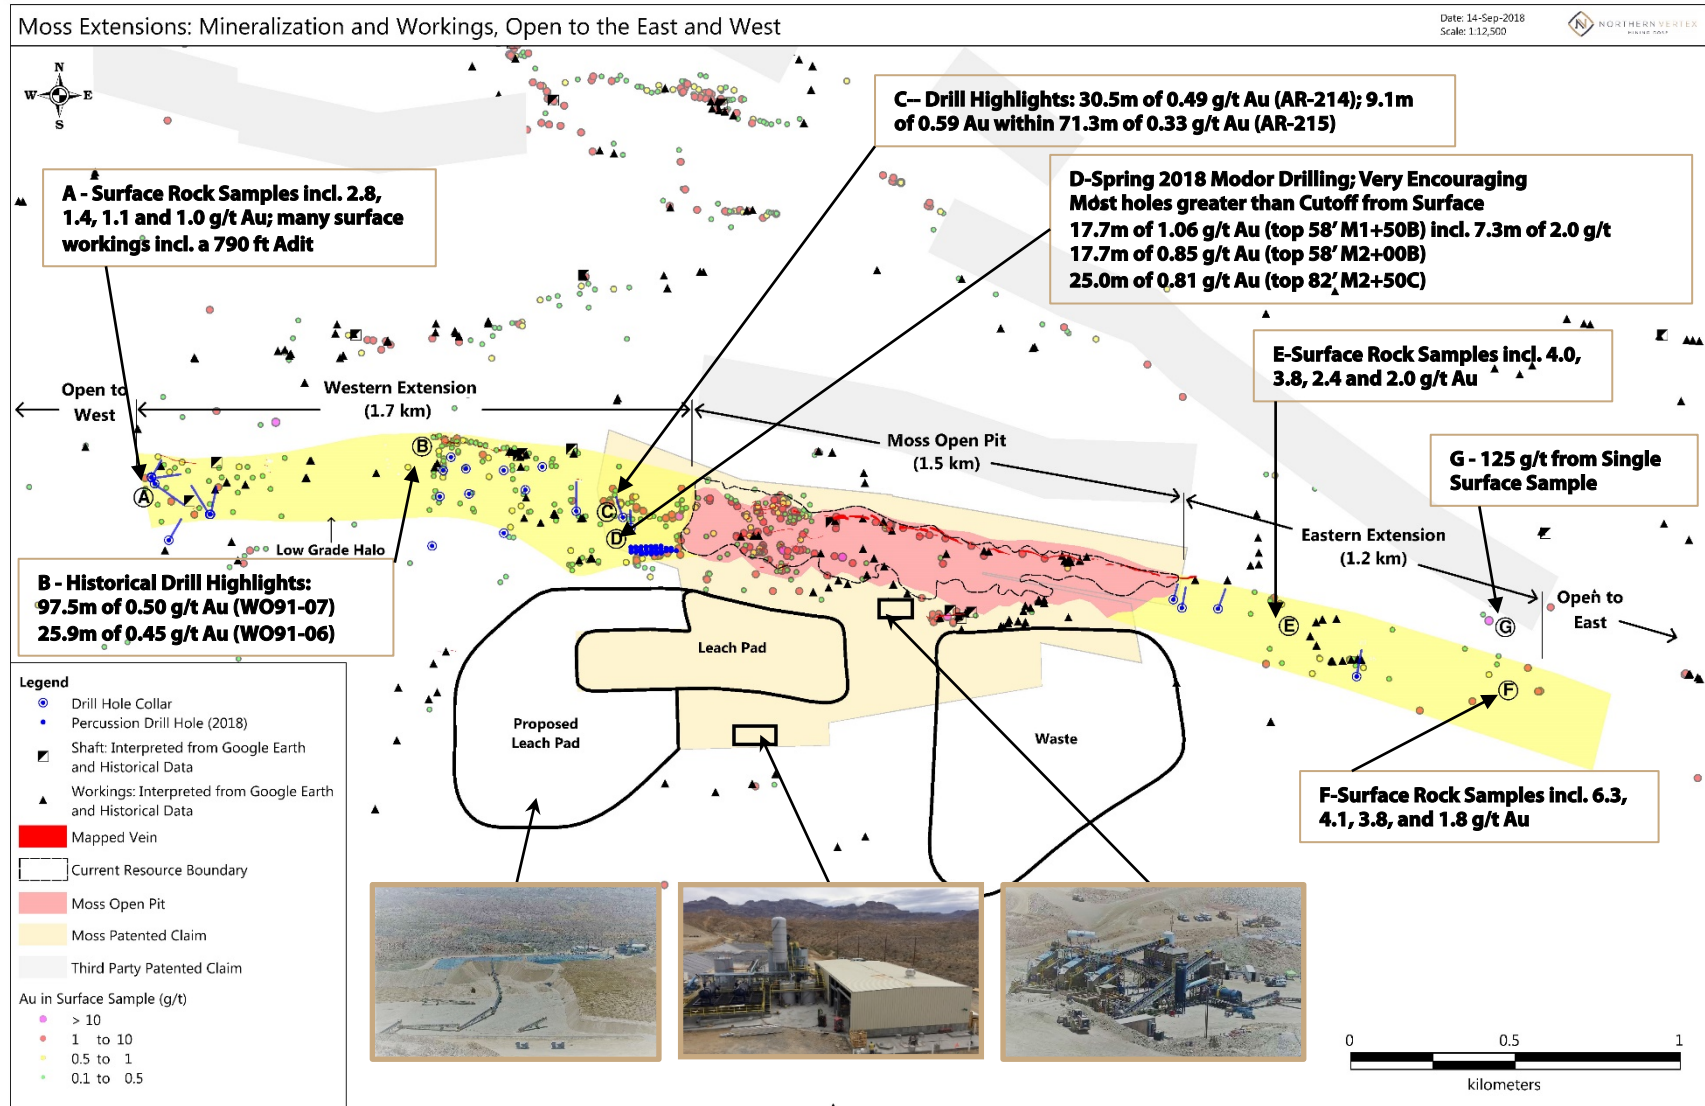 Moss Extensions: Mineralization and Workings, Open to the East and West
Date: 14-Sep-2018
Scale: 1:12,500
NORTHERN VERTEX
MINING CORP
N
W E
S
C-- Drill Highlights: 30.5m of 0.49 g/t Au (AR-214); 9.1m
of 0.59 Au within 71.3m of 0.33 g/t Au (AR-215)
A - Surface Rock Samples incl. 2.8,
1.4, 1.1 and 1.0 g/t Au; many surface
workings incl. a 790 ft Adit
D-Spring 2018 Modor Drilling; Very Encouraging
Most holes greater than Cutoff from Surface
17.7m of 1.06 g/t Au (top 58' M1+50B) incl. 7.3m of 2.0 g/t
17.7m of 0.85 g/t Au (top 58' M2+00B)
25.0m of 0.81 g/t Au (top 82' M2+50C)
E-Surface Rock Samples incl. 4.0,
3.8, 2.4 and 2.0 g/t Au
Open to
West
Western Extension
(1.7 km)
Moss Open Pit
(1.5 km)
G - 125 g/t from Single
Surface Sample
Eastern Extension
(1.2 km)
Open to
East
A
B
C
D
E
F
G
Low Grade Halo
B - Historical Drill Highlights:
97.5m of 0.50 g/t Au (WO91-07)
25.9m of 0.45 g/t Au (WO91-06)
Leach Pad
Proposed
Leach Pad
Waste
F-Surface Rock Samples incl. 6.3,
4.1, 3.8, and 1.8 g/t Au
Legend
Drill Hole Collar
Percussion Drill Hole (2018)
Shaft: Interpreted from Google Earth
and Historical Data
Workings: Interpreted from Google Earth
and Historical Data
Mapped Vein
Current Resource Boundary
Moss Open Pit
Moss Patented Claim
Third Party Patented Claim
Au in Surface Sample (g/t)
> 10
1 to 10
0.5 to 1
0.1 to 0.5
0 0.5 1
kilometers